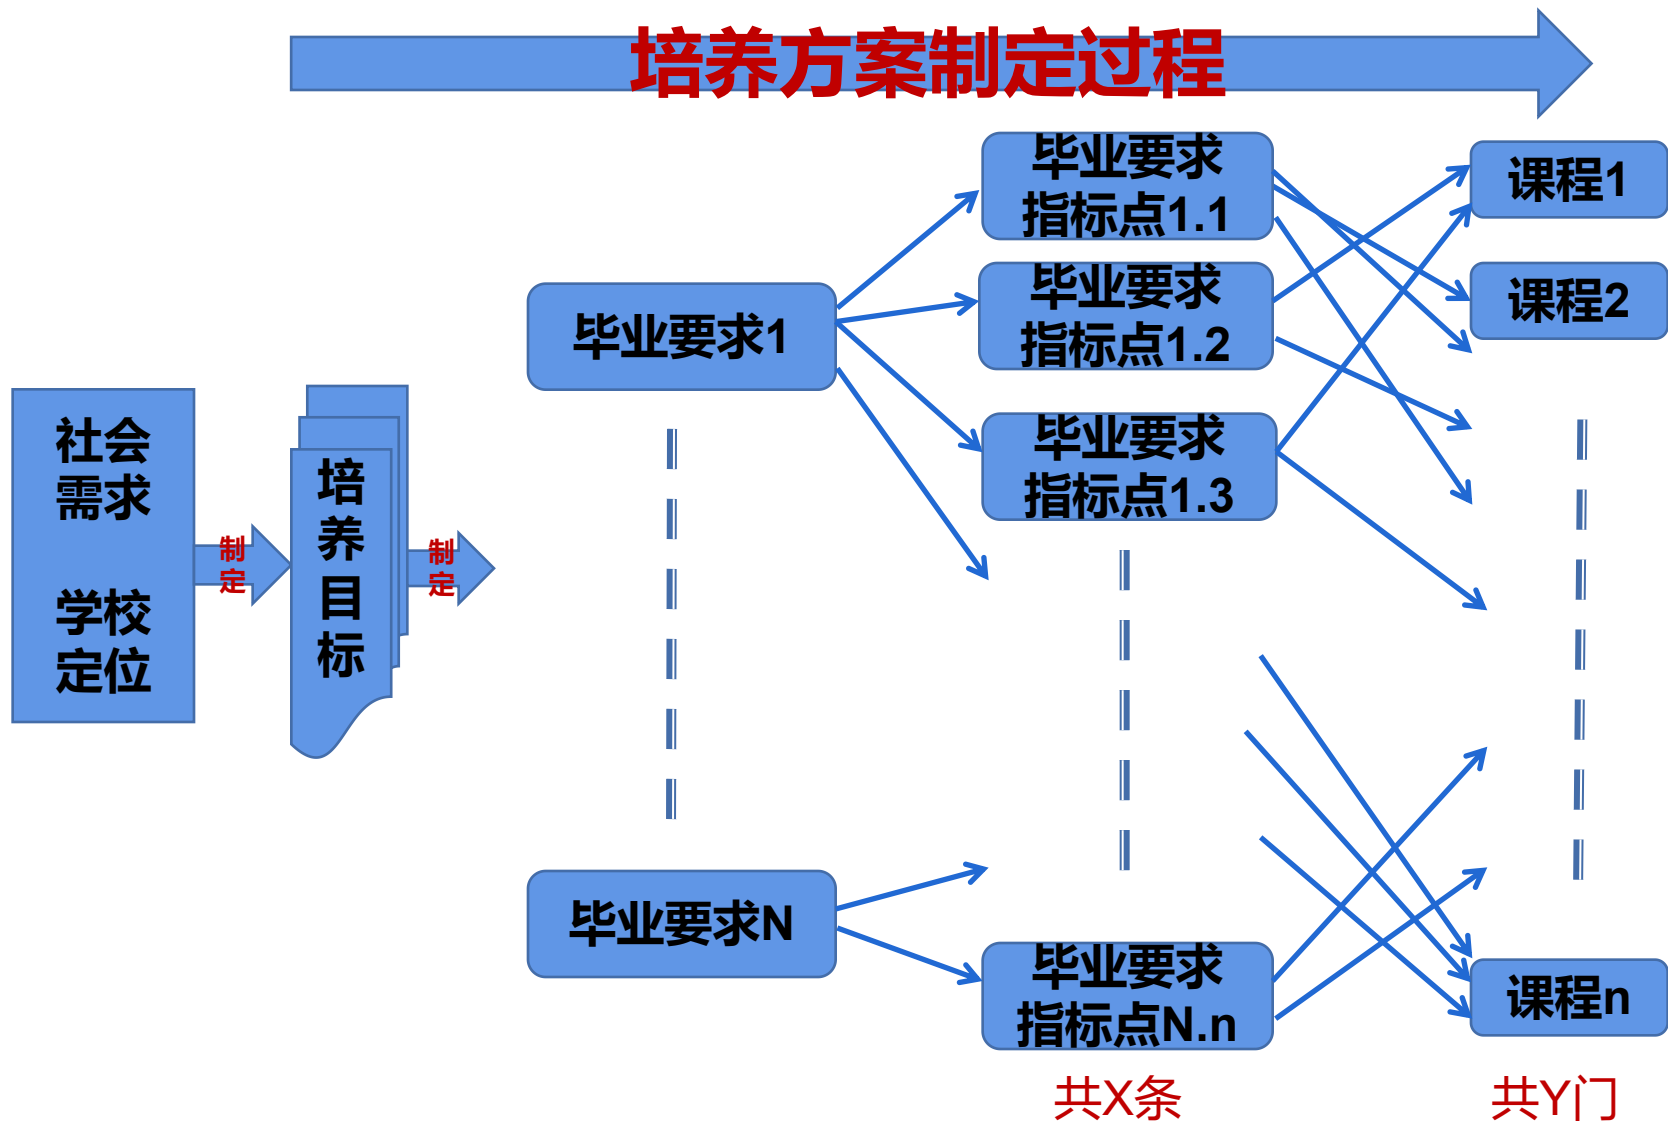 培养方案制定过程
社会
需求
学校
定位
制
定
培
养
目
标
制
定
毕业要求1
毕业要求N
毕业要求
指标点1.1
毕业要求
指标点1.2
毕业要求
指标点1.3
毕业要求
指标点N.n
共X条
课程1
课程2
课程n
共Y门